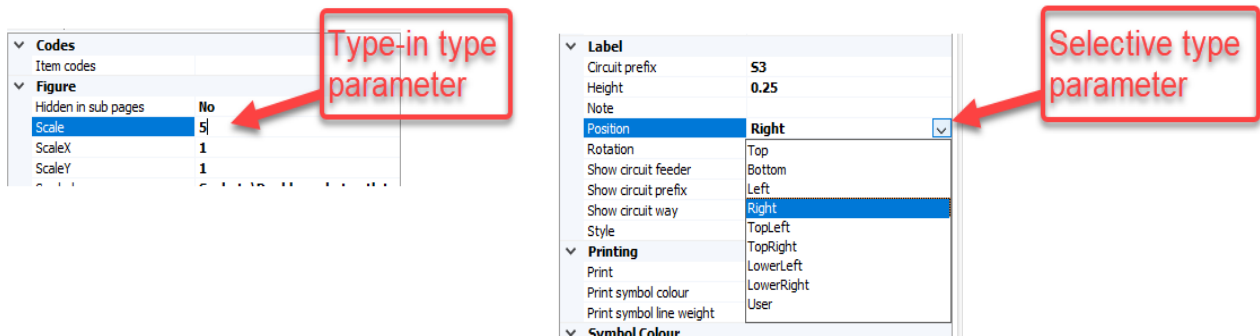 Codes
Item codes
Figure
Hidden in sub pages No
Scale 5
ScaleX 1
ScaleY 1
Type-in type
parameter
Label
Circuit prefix S3
Height 0.25
Note
Position Right
Rotation
Show circuit feeder
Show circuit prefix
Show circuit way
Style
Printing
Print
Print symbol colour
Print symbol line weight
Symbol Colour
Top
Bottom
Left
Right
TopLeft
TopRight
LowerLeft
LowerRight
User
Selective type
parameter